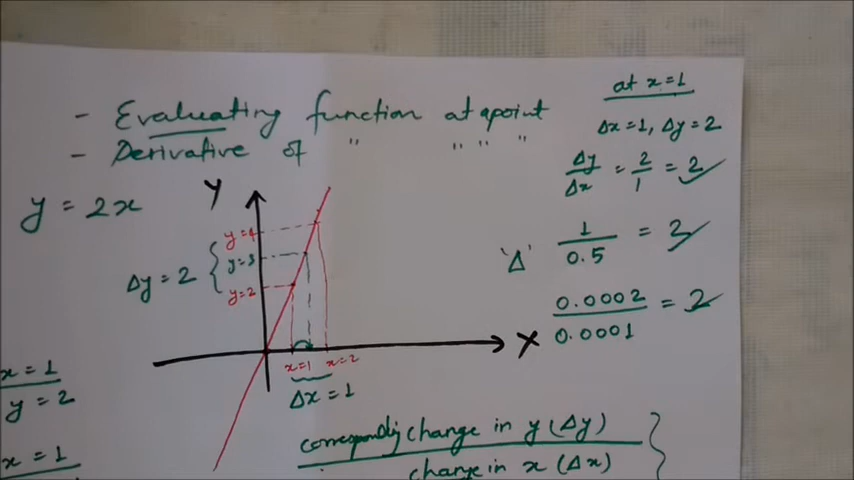 - Evaluating function at a point
- Derivative of " " " "
y = 2x
Y
y=4
y=3
y=2
Δy = 2
X
x=1
x=2
Δx = 1
x = 1
y = 2
x = 1
at x=1
Δx=1, Δy=2
Δy/Δx = 2/1 = 2 ✓
'Δ' 1/0.5 = 2 ✓
0.0002/0.0001 = 2 ✓
corresponding change in y (Δy)
change in x (Δx)